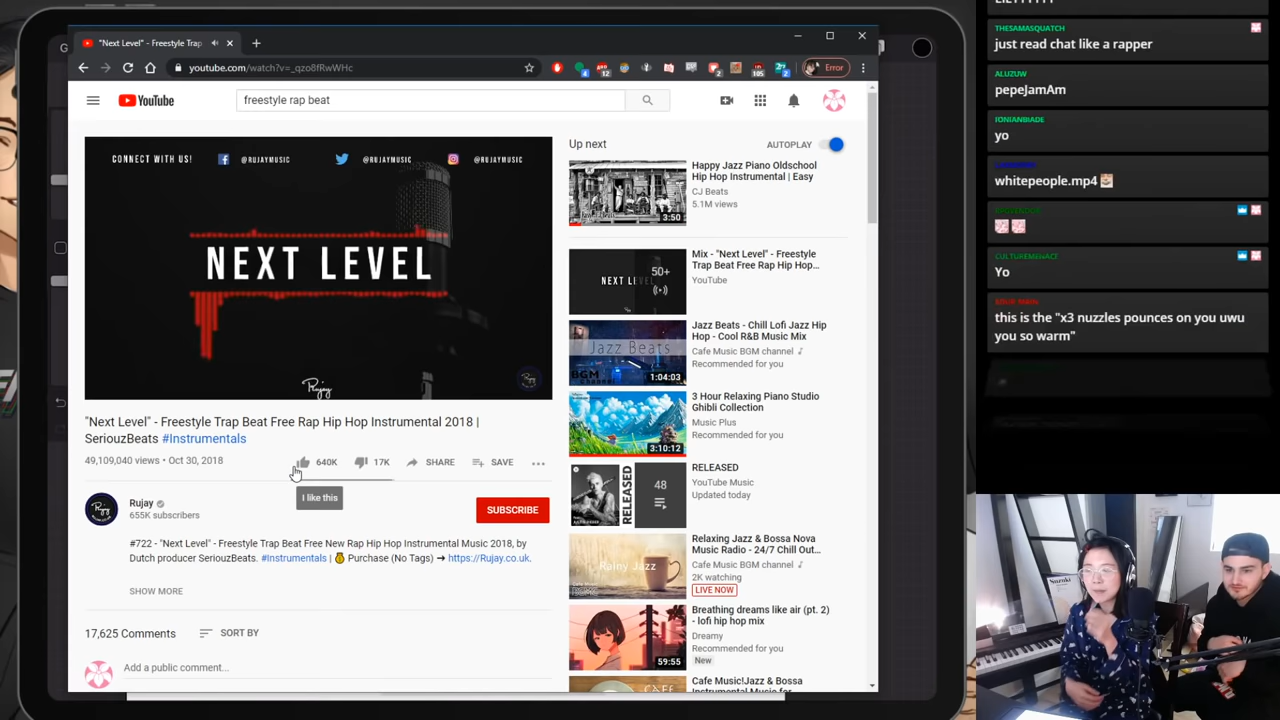 "Next Level" - Freestyle Trap
youtube.com/watch?v=_qzo8fRwWHc
Error
YouTube
freestyle rap beat
CONNECT WITH US!
@RUJAYMUSIC
@RUJAYMUSIC
@RUJAYMUSIC
NEXT LEVEL
Rujay
"Next Level" - Freestyle Trap Beat Free Rap Hip Hop Instrumental 2018 |
SeriouzBeats #Instrumentals
49,109,040 views • Oct 30, 2018
640K
17K
SHARE
SAVE
I like this
Rujay
655K subscribers
SUBSCRIBE
#722 - "Next Level" - Freestyle Trap Beat Free New Rap Hip Hop Instrumental Music 2018, by
Dutch producer SeriouzBeats. #Instrumentals | 💰 Purchase (No Tags) ➔ https://Rujay.co.uk.
SHOW MORE
17,625 Comments
SORT BY
Add a public comment...
Up next
AUTOPLAY
3:50
Happy Jazz Piano Oldschool
Hip Hop Instrumental | Easy
CJ Beats
5.1M views
50+
Mix - "Next Level" - Freestyle
Trap Beat Free Rap Hip Hop...
YouTube
Jazz Beats
BGM
1:04:03
Jazz Beats - Chill Lofi Jazz Hip
Hop - Cool R&B Music Mix
Cafe Music BGM channel ♪
Recommended for you
3:10:12
3 Hour Relaxing Piano Studio
Ghibli Collection
Music Plus
Recommended for you
RELEASED
48
RELEASED
YouTube Music
Updated today
Rainy Jazz
Relaxing Jazz & Bossa Nova
Music Radio - 24/7 Chill Out...
Cafe Music BGM channel ♪
2K watching
LIVE NOW
59:55
Breathing dreams like air (pt. 2)
- lofi hip hop mix
Dreamy
Recommended for you
New
Cafe Music!Jazz & Bossa
THESAMASQUATCH
just read chat like a rapper
ALUZUW
pepeJamAm
IONIANBIADE
yo
whitepeople.mp4
Yo
this is the "x3 nuzzles pounces on you uwu
you so warm"
Suzuki